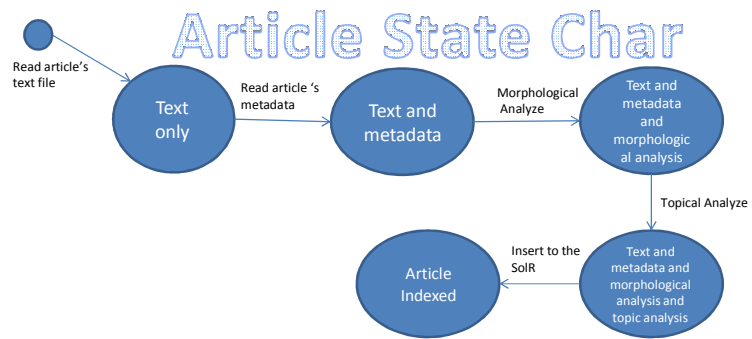 Article State Char
Read article's
text file
Text
only
Read article 's
metadata
Text and
metadata
Morphological
Analyze
Text and
metadata
and
morphologic
al analysis
Topical Analyze
Text and
metadata and
morphological
analysis and
topic analysis
Insert to the
SolR
Article
Indexed